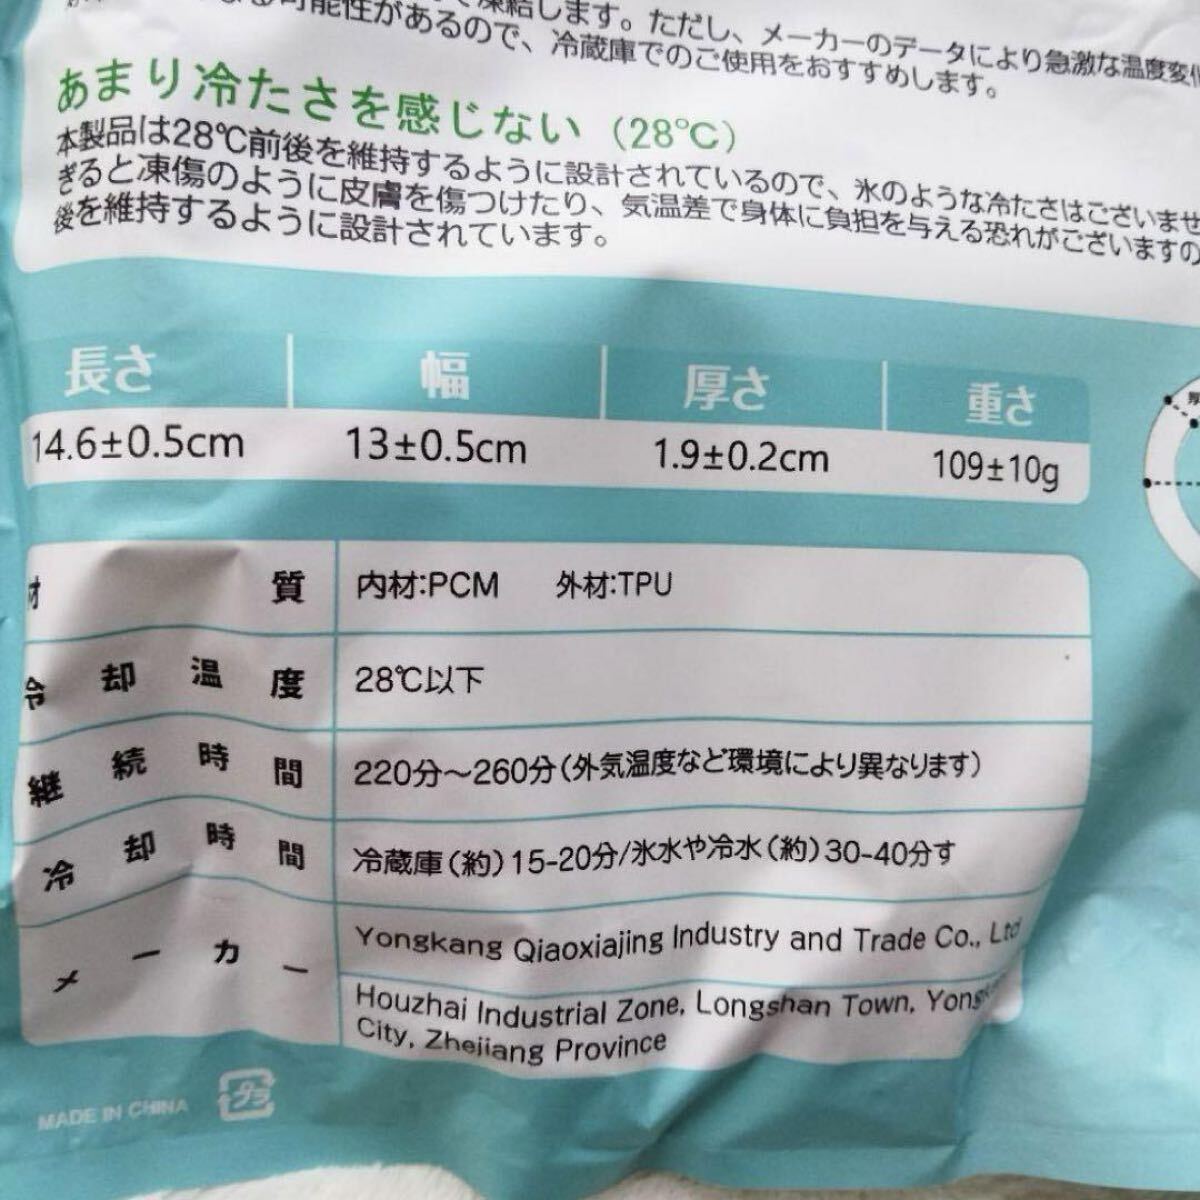 凍結します。ただし、メーカーのデータにより急激な温度変化
可能性があるので、冷蔵庫でのご使用をおすすめします。
あまり冷たさを感じない（28℃）
本製品は28℃前後を維持するように設計されているので、氷のような冷たさはございませ
ぎると凍傷のように皮膚を傷つけたり、気温差で身体に負担を与える恐れがございますの
後を維持するように設計されています。
長さ 幅 厚さ 重さ
14.6±0.5cm 13±0.5cm 1.9±0.2cm 109±10g
厚
材質 内材:PCM 外材:TPU
冷却温度 28℃以下
継続時間 220分～260分(外気温度など環境により異なります)
冷却時間 冷蔵庫(約)15-20分/氷水や冷水(約)30-40分す
メーカー Yongkang Qiaoxiajing Industry and Trade Co., Ltd
Houzhai Industrial Zone, Longshan Town, Yong
City, Zhejiang Province
MADE IN CHINA プラ